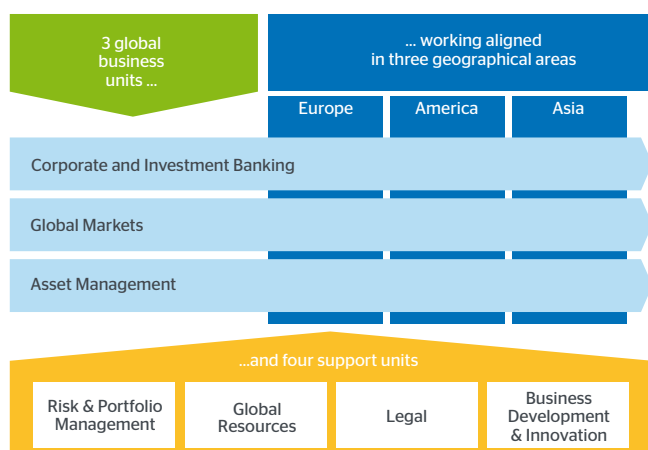 3 global
business
units ...
... working aligned
in three geographical areas
Europe
America
Asia
Corporate and Investment Banking
Global Markets
Asset Management
...and four support units
Risk & Portfolio
Management
Global
Resources
Legal
Business
Development
& Innovation